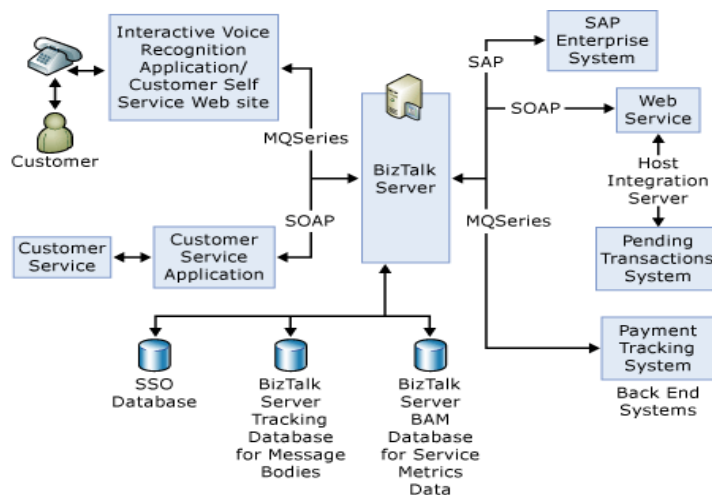 Interactive Voice
Recognition
Application/
Customer Self
Service Web site
Customer
MQSeries
SOAP
Customer
Service
Customer
Service
Application
BizTalk
Server
SAP
SAP
Enterprise
System
SOAP
Web
Service
Host
Integration
Server
MQSeries
Pending
Transactions
System
Payment
Tracking
System
Back End
Systems
SSO
Database
BizTalk
Server
Tracking
Database
for Message
Bodies
BizTalk
Server
BAM
Database
for Service
Metrics
Data